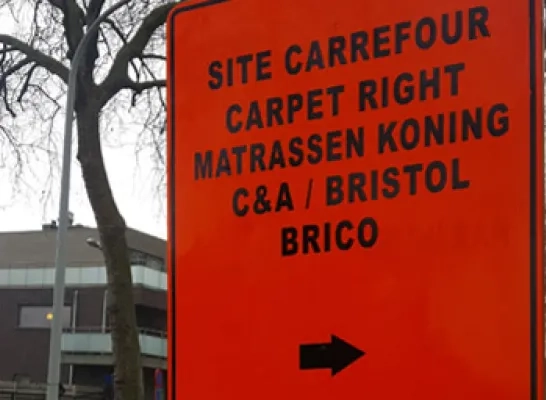 SITE CARREFOUR
CARPET RIGHT
MATRASSEN KONING
C&A / BRISTOL
BRICO